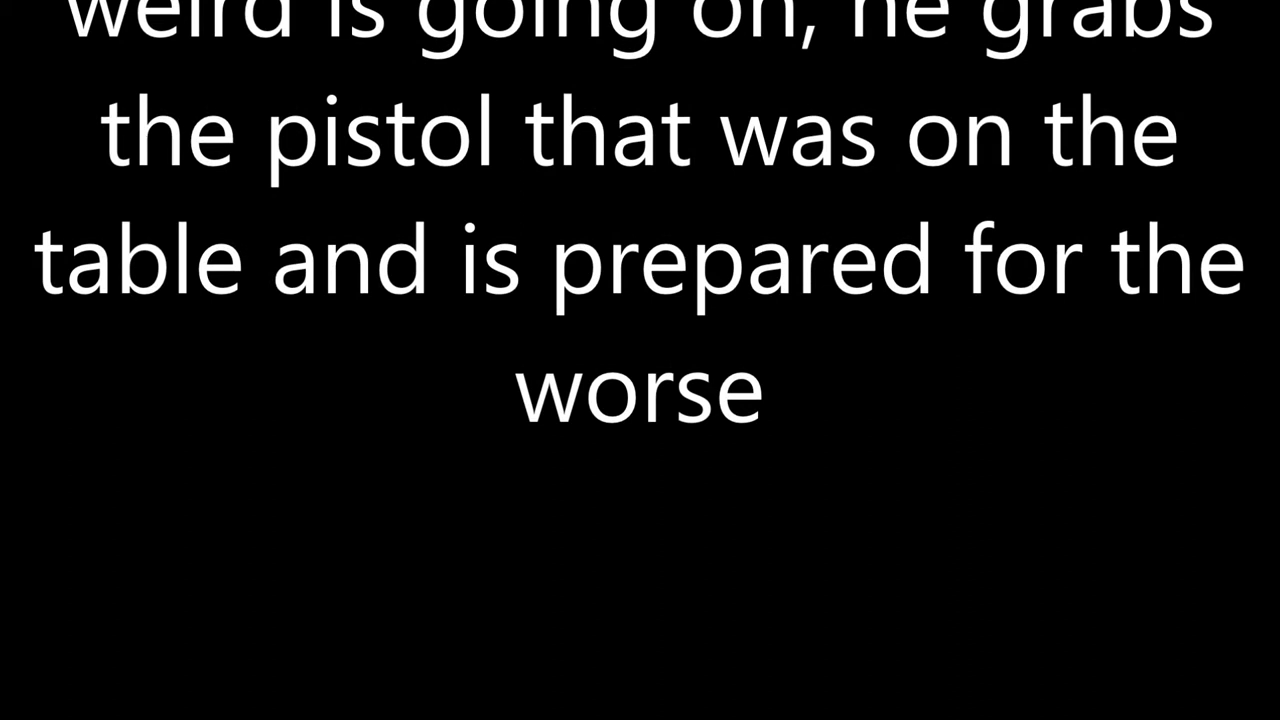 weird is going on, he grabs
the pistol that was on the
table and is prepared for the
worse